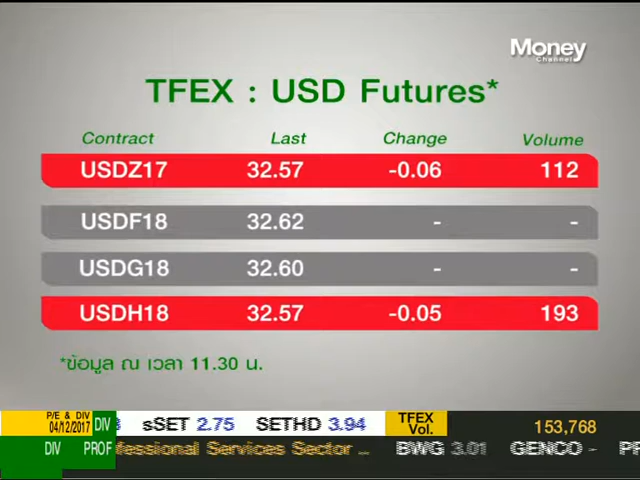 Money
Channel
TFEX : USD Futures*
Contract Last Change Volume
USDZ17 32.57 -0.06 112
USDF18 32.62 - -
USDG18 32.60 - -
USDH18 32.57 -0.05 193
*ข้อมูล ณ เวลา 11.30 น.
P/E & DIV
04/12/2017
DIV sSET 2.75 SETHD 3.94 TFEX Vol. 153,768
DIV PROF fessional Services Sector ... BWG 3.01 GENCO - PR